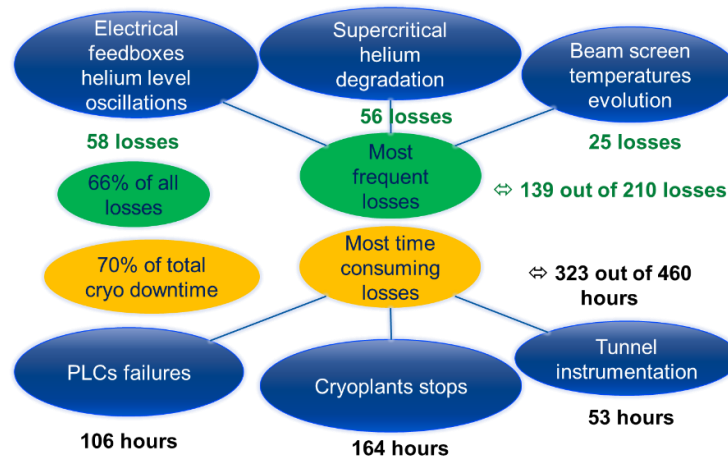 Electrical
feedboxes
helium level
oscillations
58 losses
Supercritical
helium
degradation
56 losses
Beam screen
temperatures
evolution
25 losses
66% of all
losses
Most
frequent
losses
⇔ 139 out of 210 losses
70% of total
cryo downtime
Most time
consuming
losses
⇔ 323 out of 460
hours
PLCs failures
106 hours
Cryoplants stops
164 hours
Tunnel
instrumentation
53 hours